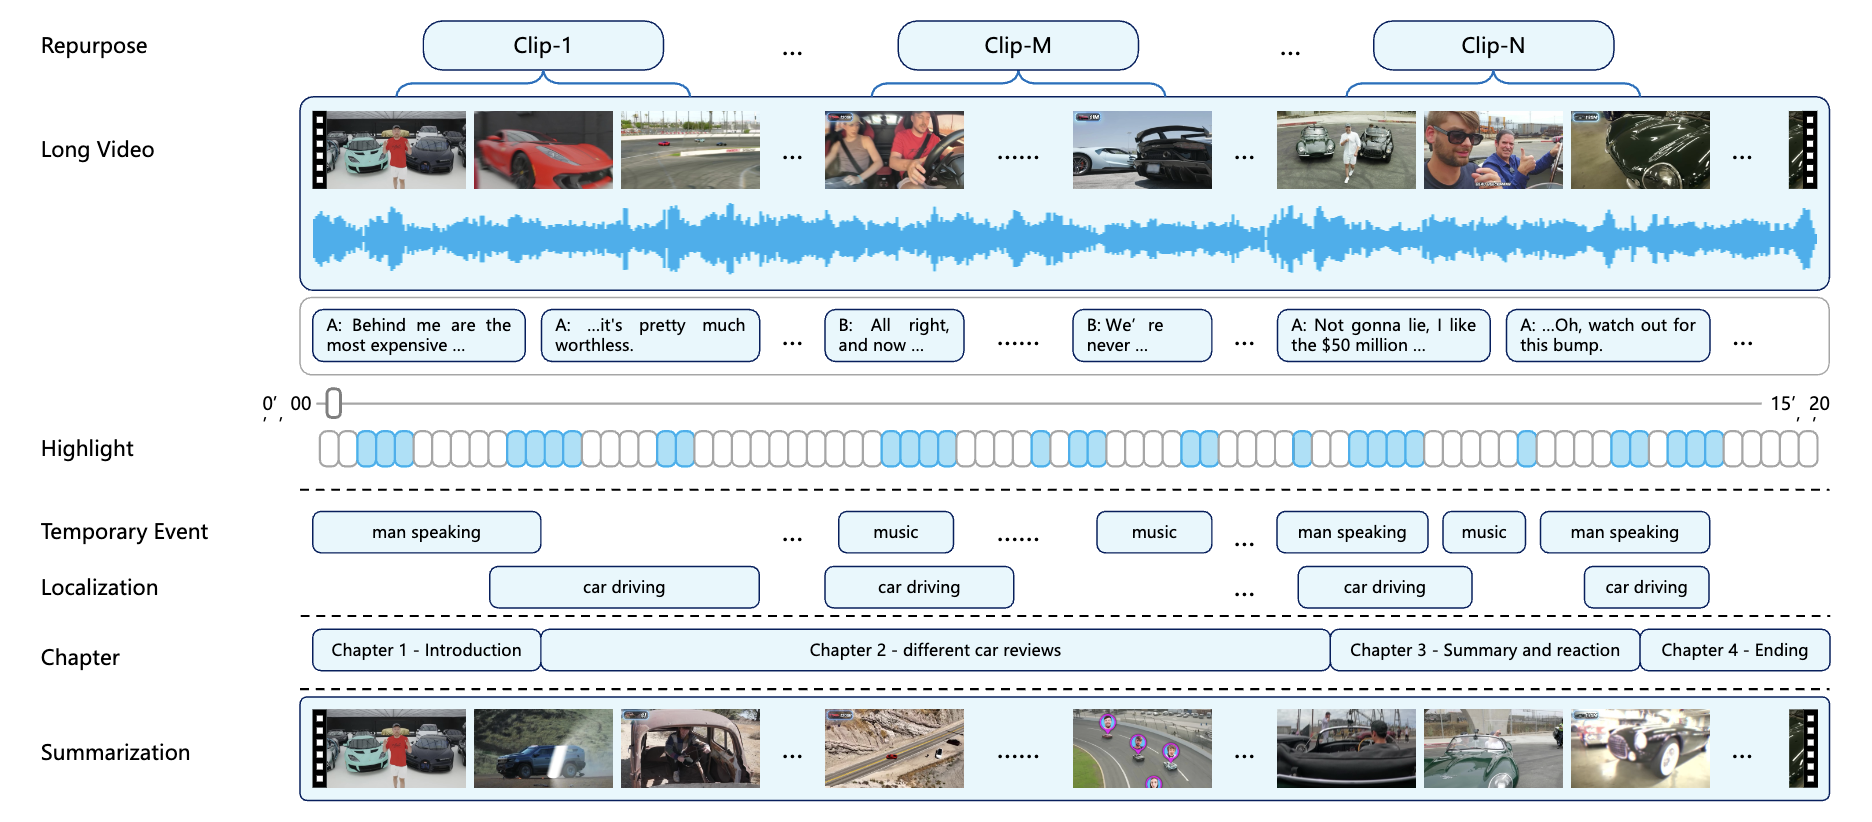 Repurpose
Clip-1
...
Clip-M
...
Clip-N
Long Video
...
......
...
...
A: Behind me are the
most expensive ...
A: ...it's pretty much
worthless.
...
B: All right,
and now ...
......
B: We’ re
never ...
...
A: Not gonna lie, I like
the $50 million ...
A: ...Oh, watch out for
this bump.
...
0’ 00
’ ’
15’ 20
’ ’
Highlight
Temporary Event
man speaking
...
music
......
music
...
man speaking
music
man speaking
Localization
car driving
car driving
...
car driving
car driving
Chapter
Chapter 1 - Introduction
Chapter 2 - different car reviews
Chapter 3 - Summary and reaction
Chapter 4 - Ending
Summarization
...
......
...
...